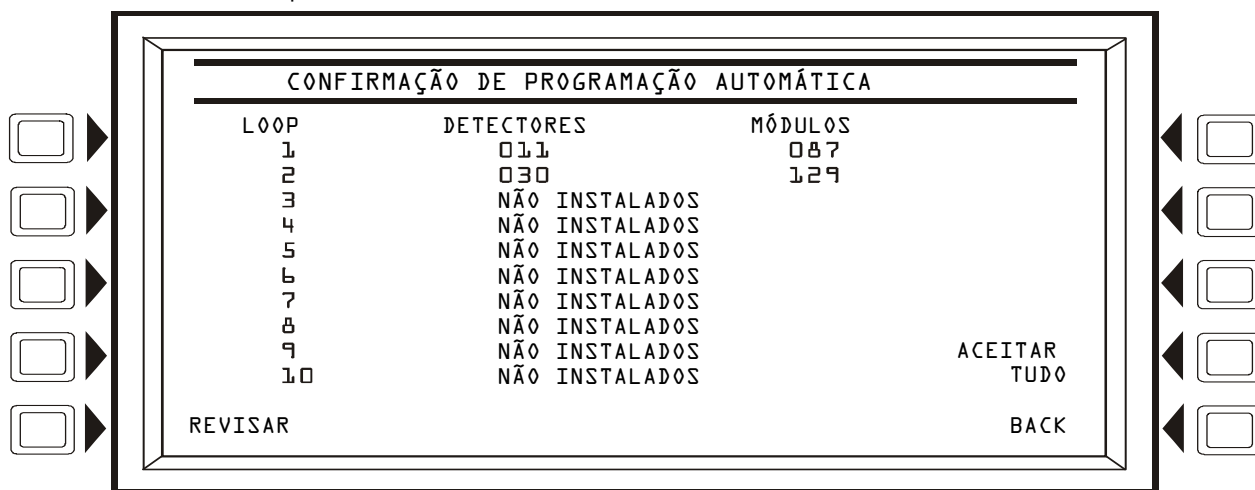 CONFIRMAÇÃO DE PROGRAMAÇÃO AUTOMÁTICA
LOOP DETECTORES MÓDULOS
1 011 087
2 030 129
3 NÃO INSTALADOS
4 NÃO INSTALADOS
5 NÃO INSTALADOS
6 NÃO INSTALADOS
7 NÃO INSTALADOS
8 NÃO INSTALADOS
9 NÃO INSTALADOS ACEITAR
10 NÃO INSTALADOS TUDO
REVISAR BACK